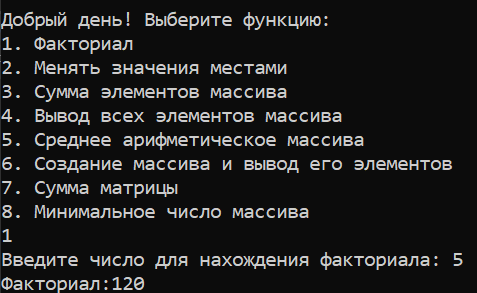 Добрый день! Выберите функцию:
1. Факториал
2. Менять значения местами
3. Сумма элементов массива
4. Вывод всех элементов массива
5. Среднее арифметическое массива
6. Создание массива и вывод его элементов
7. Сумма матрицы
8. Минимальное число массива
1
Введите число для нахождения факториала: 5
Факториал:120